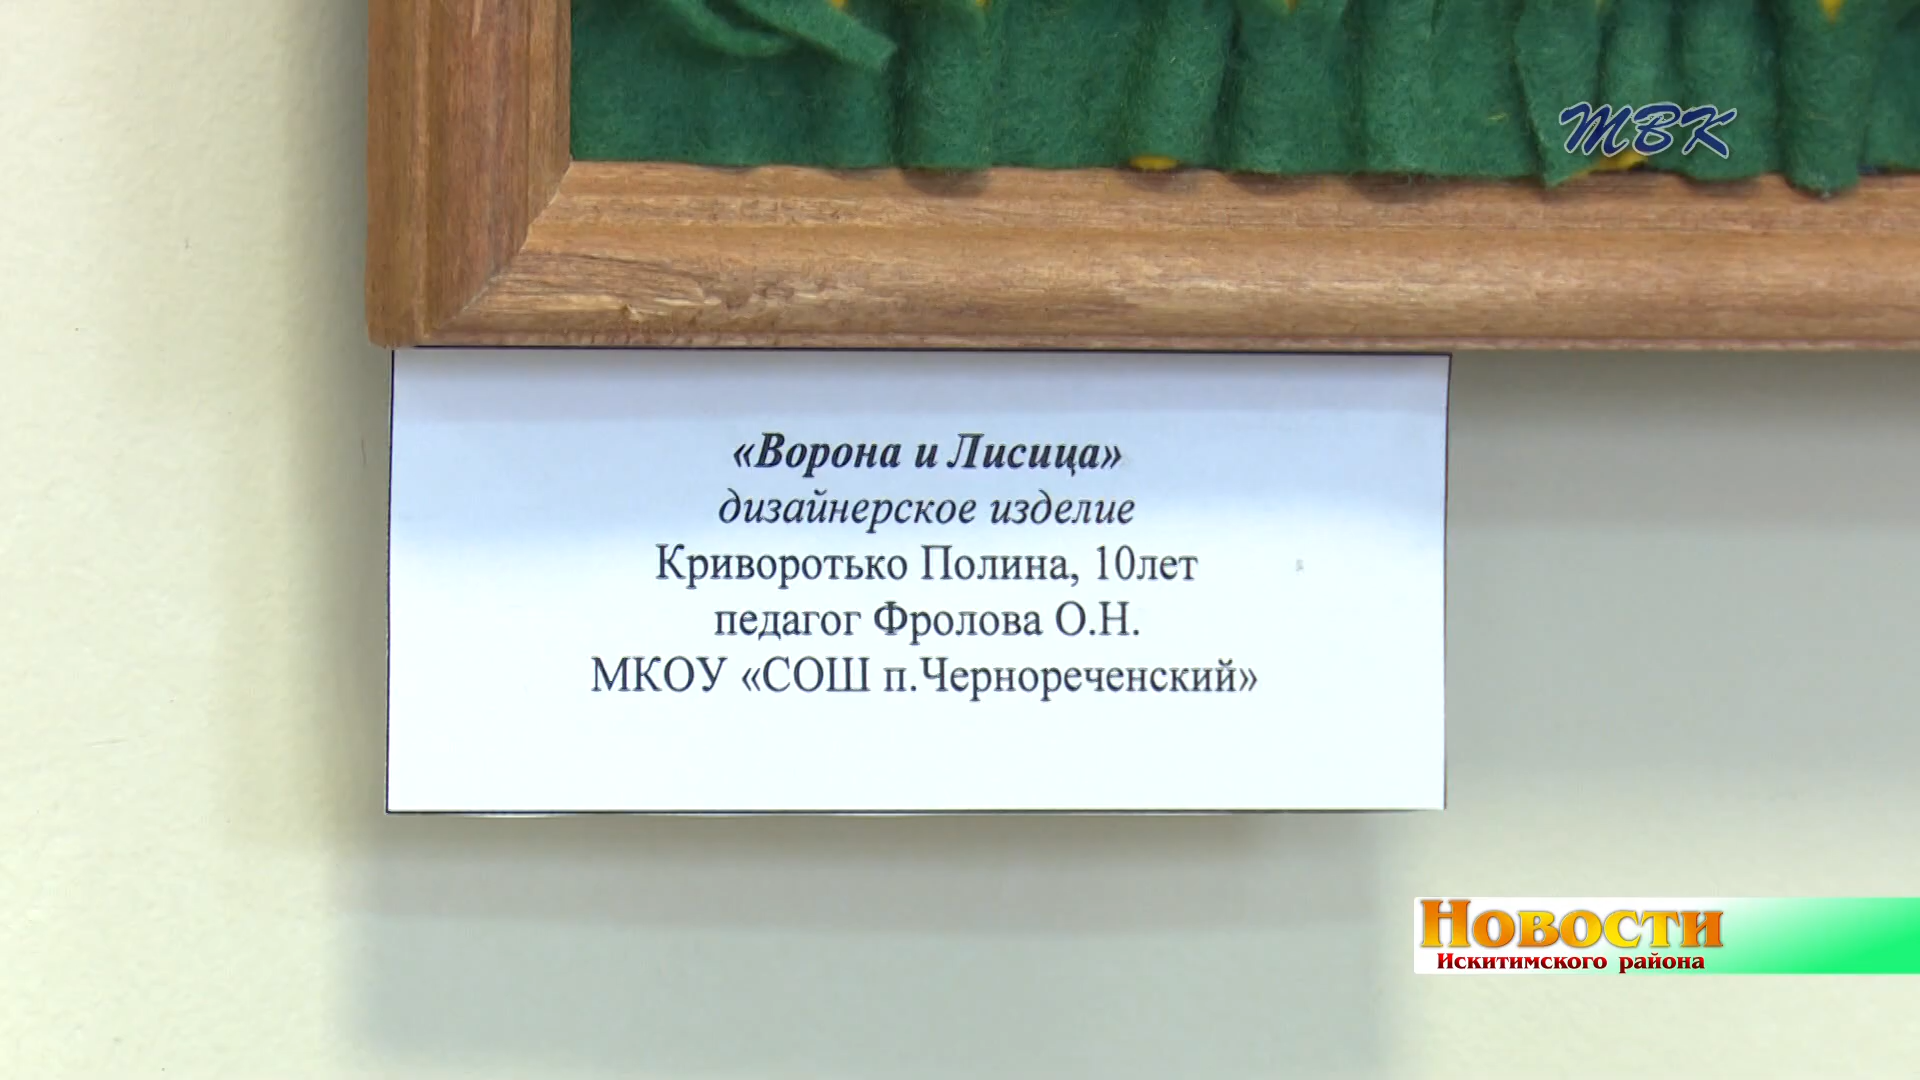 ТВК
«Ворона и Лисица»
дизайнерское изделие
Криворотько Полина, 10лет
педагог Фролова О.Н.
МКОУ «СОШ п.Чернореченский»
Новости
Искитимского района